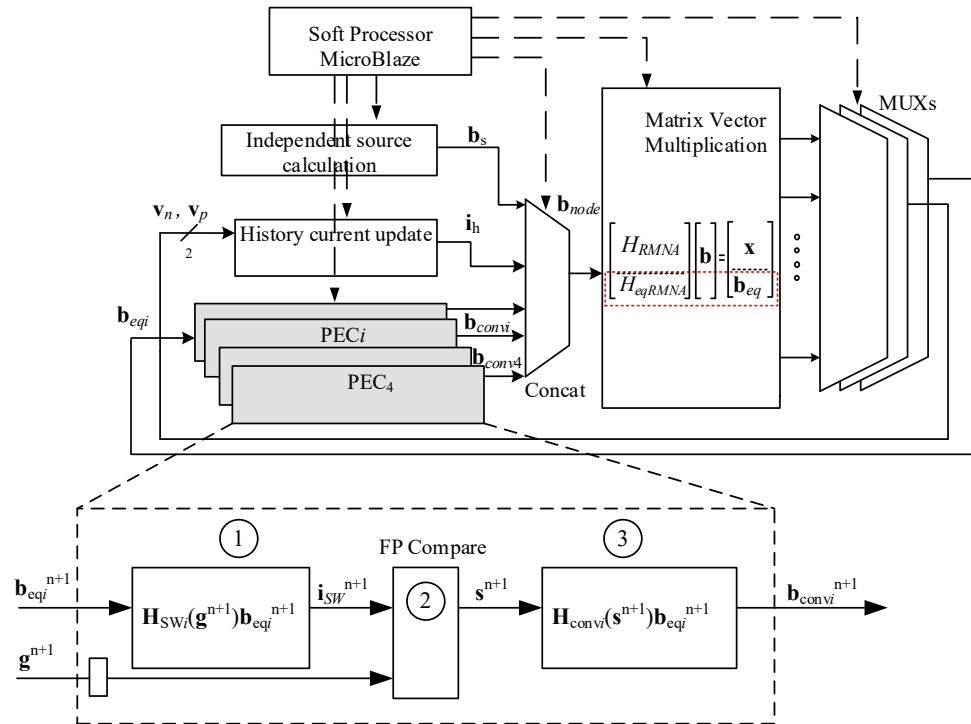 Soft Processor
MicroBlaze
MUXs
Matrix Vector
Multiplication
Independent source
calculation
b_s
b_node
v_n, v_p
2
History current update
i_h
H_RMNA
H_eqRMNA
b
=
x
b_eq
b_eqi
PECi
b_convi
b_conv4
PEC_4
Concat
1
FP Compare
3
b_eqi^n+1
H_SWi(g^n+1)b_eqi^n+1
i_SW^n+1
2
s^n+1
H_convi(s^n+1)b_eqi^n+1
b_convi^n+1
g^n+1